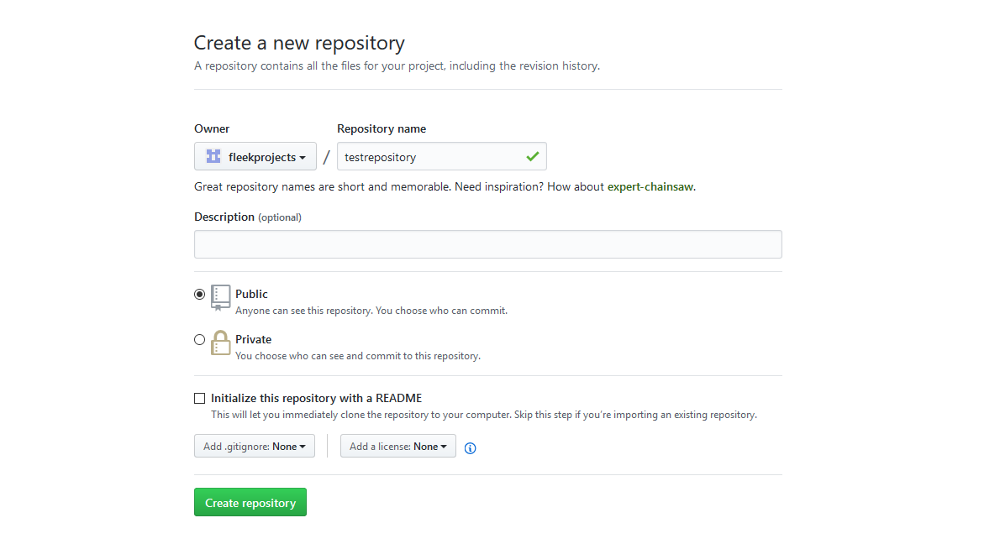 Create a new repository
A repository contains all the files for your project, including the revision history.
Owner
Repository name
fleekprojects / testrepository
Great repository names are short and memorable. Need inspiration? How about expert-chainsaw.
Description (optional)
Public
Anyone can see this repository. You choose who can commit.
Private
You choose who can see and commit to this repository.
Initialize this repository with a README
This will let you immediately clone the repository to your computer. Skip this step if you're importing an existing repository.
Add .gitignore: None
Add a license: None
Create repository